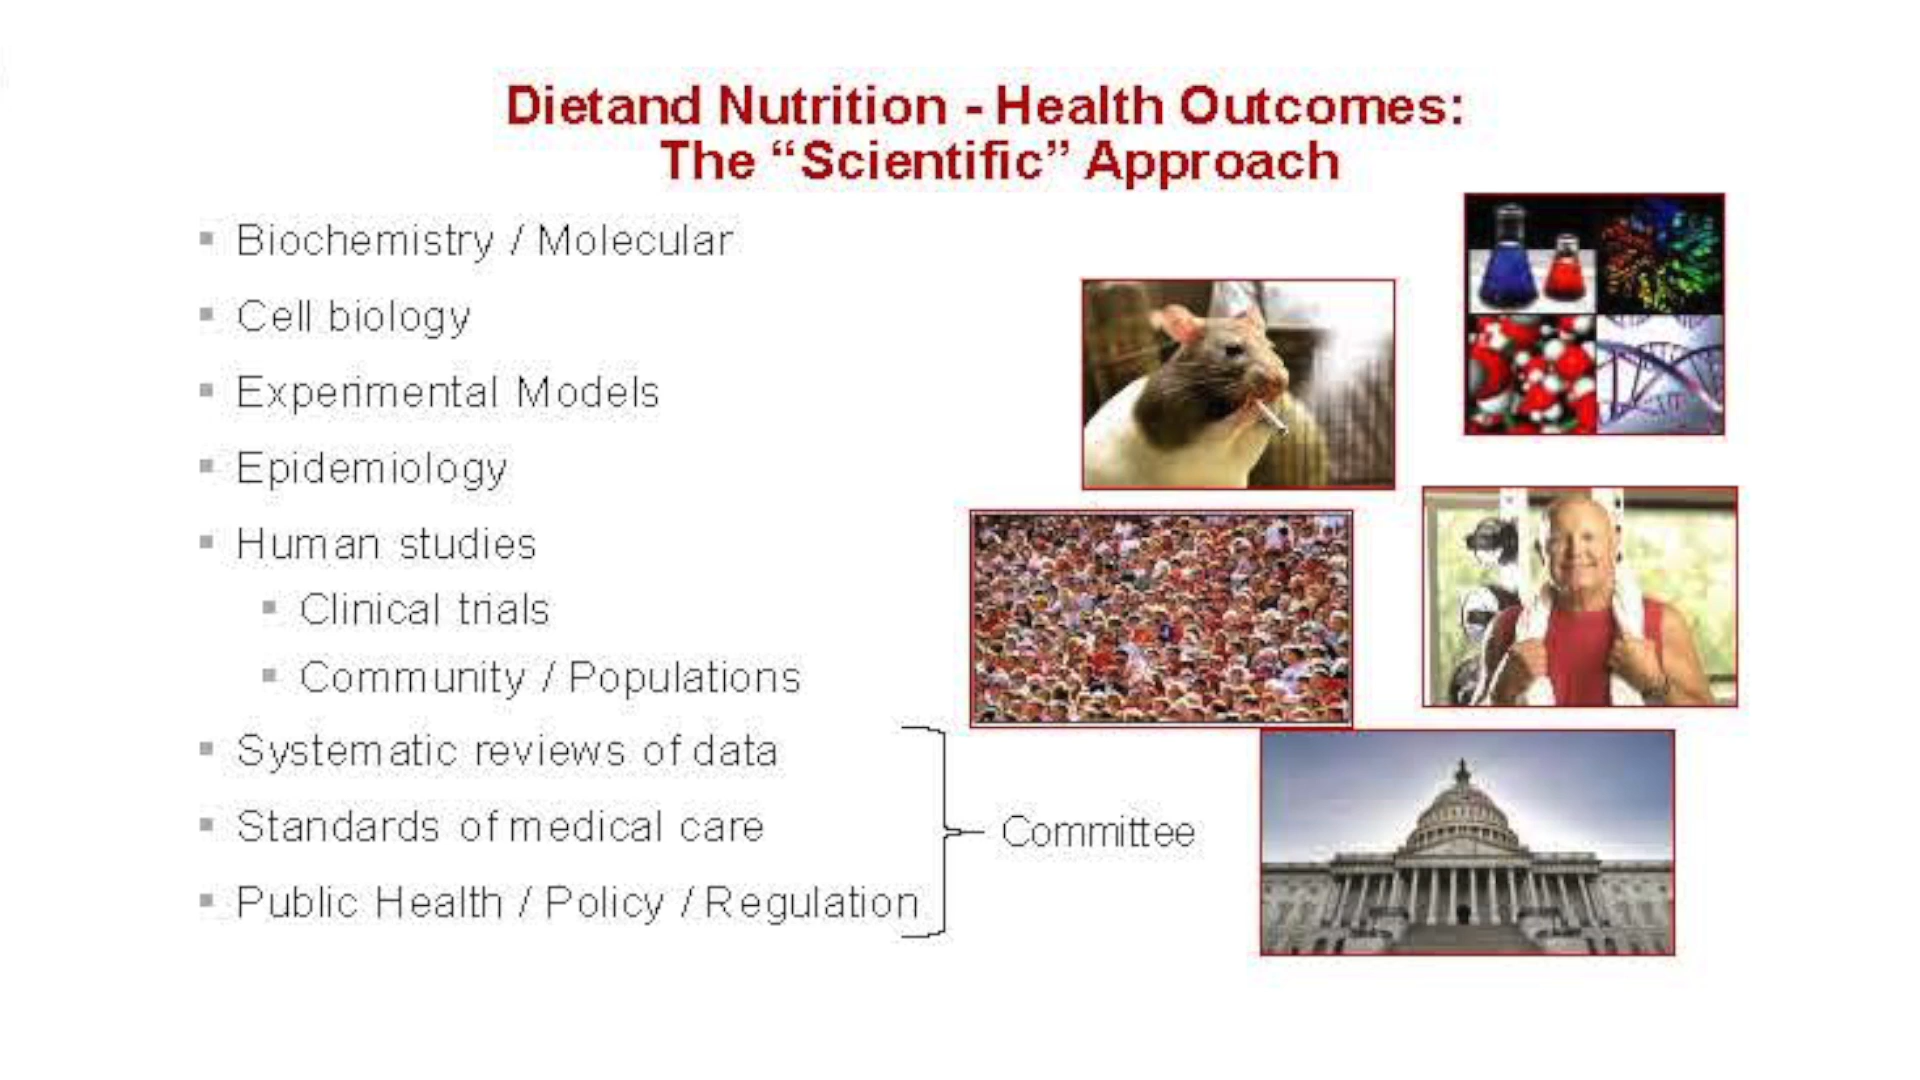 Dietand Nutrition - Health Outcomes:
The “Scientific” Approach
Biochemistry / Molecular
Cell biology
Experimental Models
Epidemiology
Human studies
Clinical trials
Community / Populations
Systematic reviews of data
Standards of medical care
Committee
Public Health / Policy / Regulation